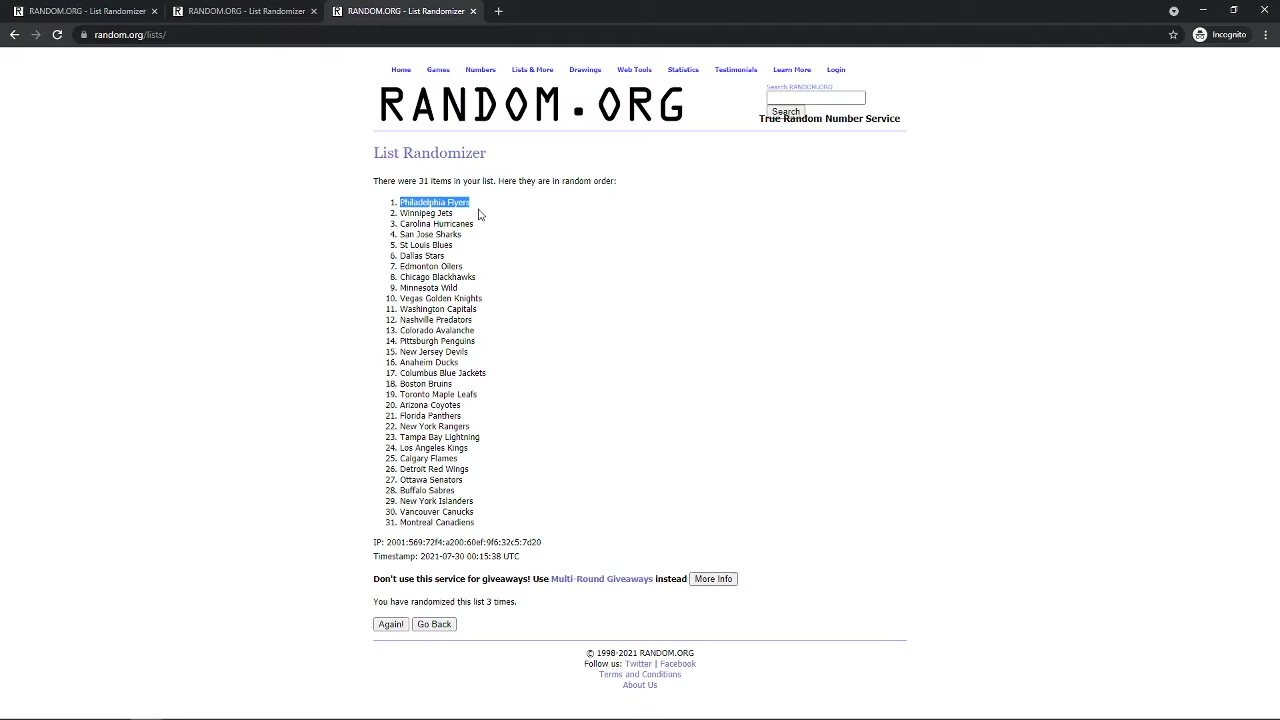 RANDOM.ORG - List Randomizer
RANDOM.ORG - List Randomizer
RANDOM.ORG - List Randomizer
random.org/lists/
Incognito
Home Games Numbers Lists & More Drawings Web Tools Statistics Testimonials Learn More Login
RANDOM.ORG
Search RANDOM.ORG
Search
True Random Number Service
List Randomizer
There were 31 items in your list. Here they are in random order:
1. Philadelphia Flyers
2. Winnipeg Jets
3. Carolina Hurricanes
4. San Jose Sharks
5. St Louis Blues
6. Dallas Stars
7. Edmonton Oilers
8. Chicago Blackhawks
9. Minnesota Wild
10. Vegas Golden Knights
11. Washington Capitals
12. Nashville Predators
13. Colorado Avalanche
14. Pittsburgh Penguins
15. New Jersey Devils
16. Anaheim Ducks
17. Columbus Blue Jackets
18. Boston Bruins
19. Toronto Maple Leafs
20. Arizona Coyotes
21. Florida Panthers
22. New York Rangers
23. Tampa Bay Lightning
24. Los Angeles Kings
25. Calgary Flames
26. Detroit Red Wings
27. Ottawa Senators
28. Buffalo Sabres
29. New York Islanders
30. Vancouver Canucks
31. Montreal Canadiens
IP: 2001:569:72f4:a200:60ef:9f6:32c5:7d20
Timestamp: 2021-07-30 00:15:38 UTC
Don't use this service for giveaways! Use Multi-Round Giveaways instead More Info
You have randomized this list 3 times.
Again! Go Back
© 1998-2021 RANDOM.ORG
Follow us: Twitter | Facebook
Terms and Conditions
About Us